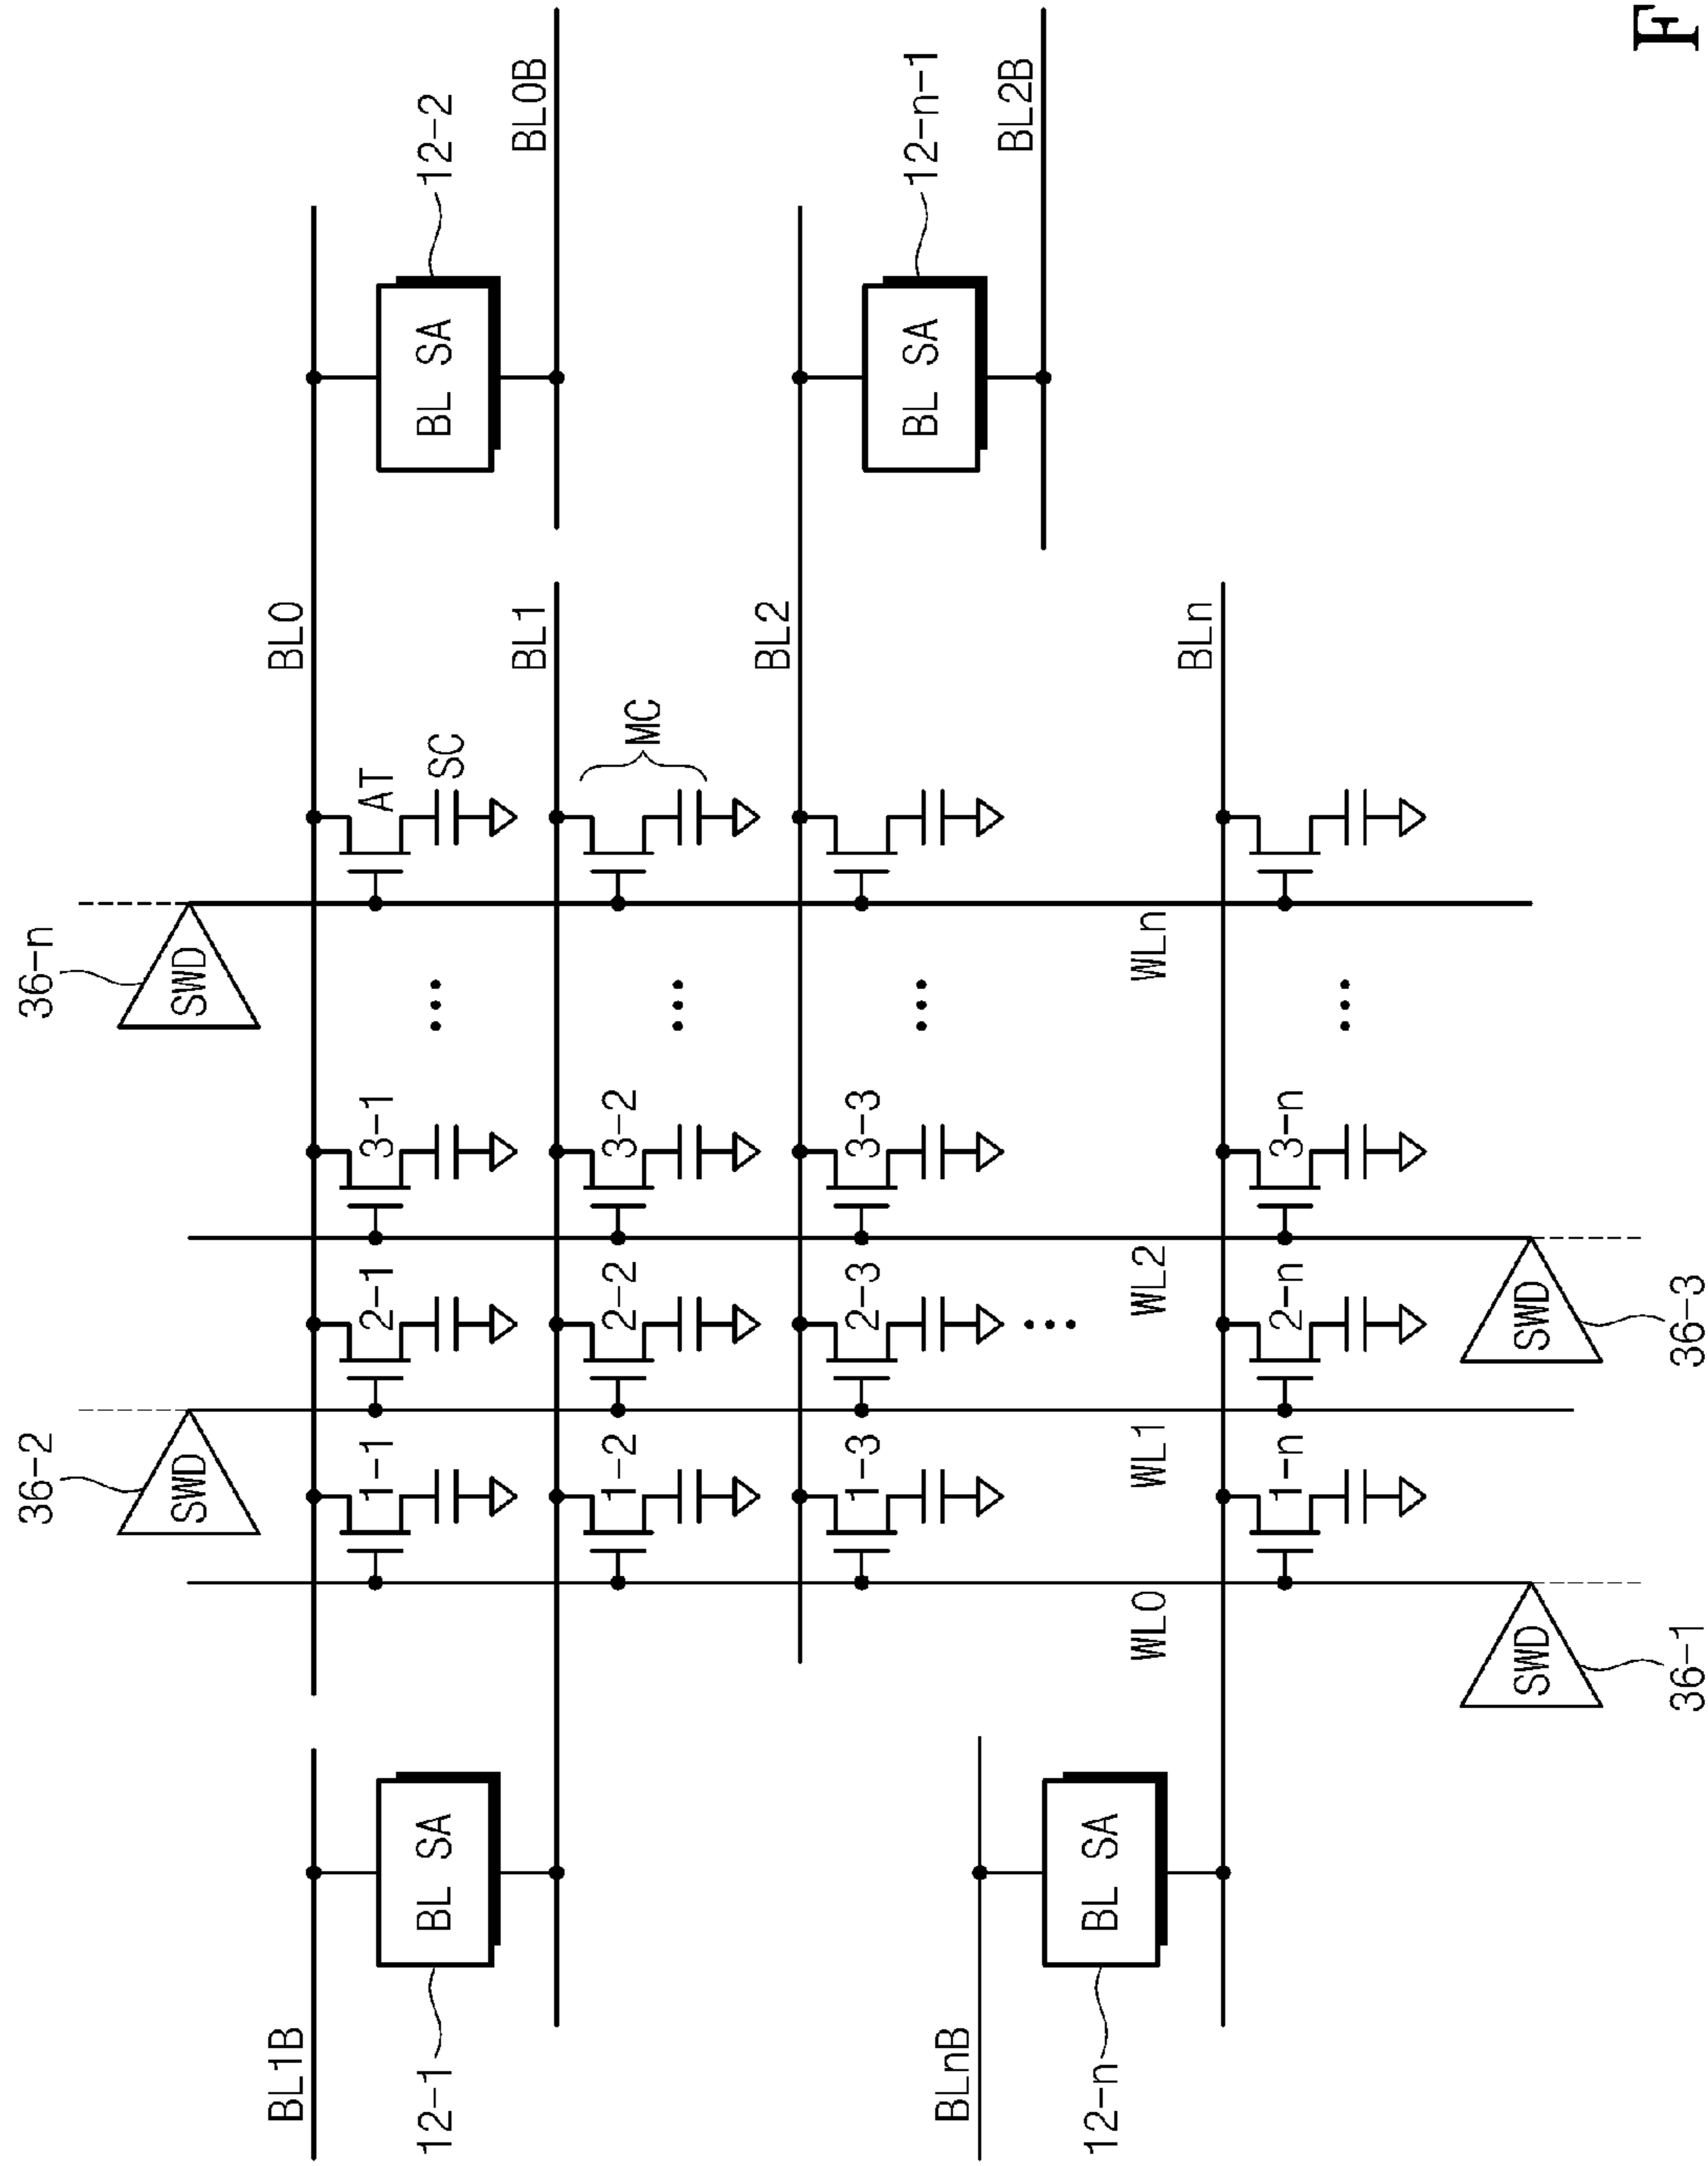 36-2 36-n
SWD SWD
BL1B BL0
1-1 2-1 3-1 AT
12-1 BL SA SC BL SA 12-2
BL1 BL0B
1-2 2-2 3-2 MC
BL2
1-3 2-3 3-3
BL SA 12-n-1
BLnB BL2B
12-n BL SA
WL0 WL1 WL2 WLn
BLn
1-n 2-n 3-n
SWD SWD
36-1 36-3
F